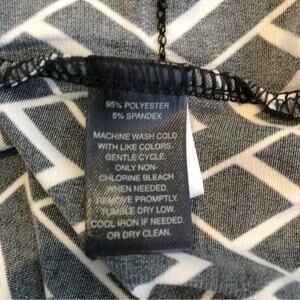 95% POLYESTER
5% SPANDEX
MACHINE WASH COLD
WITH LIKE COLORS.
GENTLE CYCLE.
ONLY NON-
CHLORINE BLEACH
WHEN NEEDED.
REMOVE PROMPTLY.
TUMBLE DRY LOW.
COOL IRON IF NEEDED.
OR DRY CLEAN.